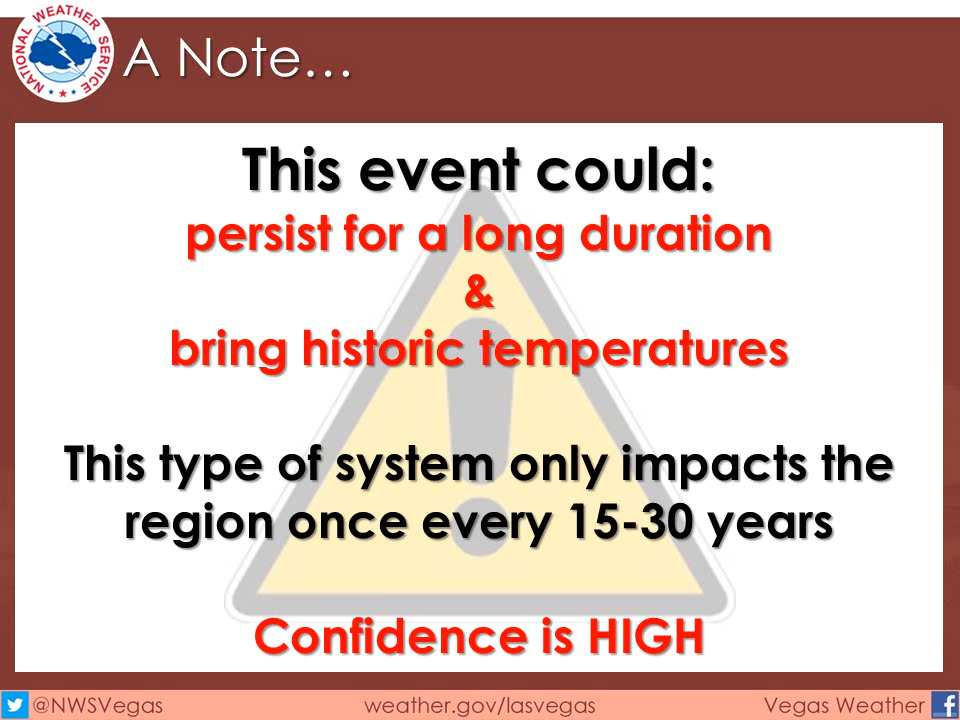 NATIONAL WEATHER SERVICE
A Note...
This event could:
persist for a long duration
&
bring historic temperatures
This type of system only impacts the
region once every 15-30 years
Confidence is HIGH
@NWSVegas
weather.gov/lasvegas
Vegas Weather